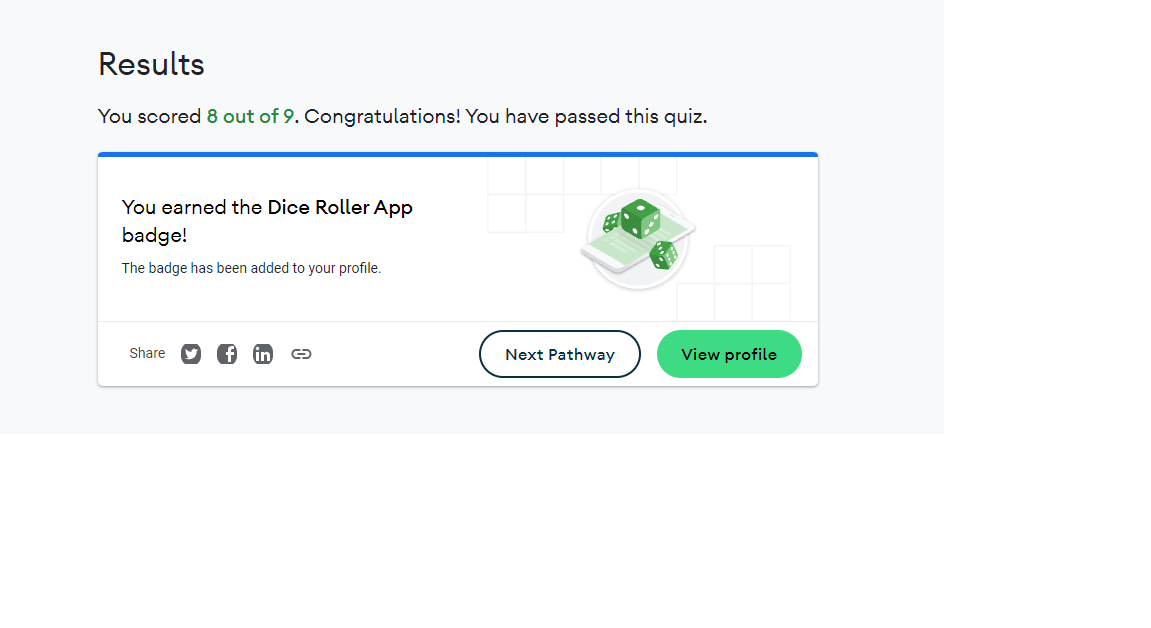 Results
You scored 8 out of 9. Congratulations! You have passed this quiz.
You earned the Dice Roller App
badge!
The badge has been added to your profile.
Share
Next Pathway
View profile